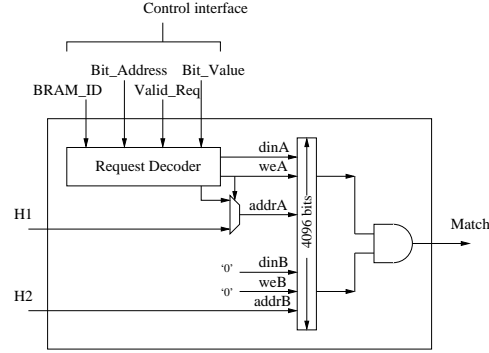 Control interface
Bit_Address Bit_Value
BRAM_ID Valid_Req
Request Decoder
dinA
weA
addrA
4096 bits
H1
Match
'0' dinB
'0' weB
H2 addrB